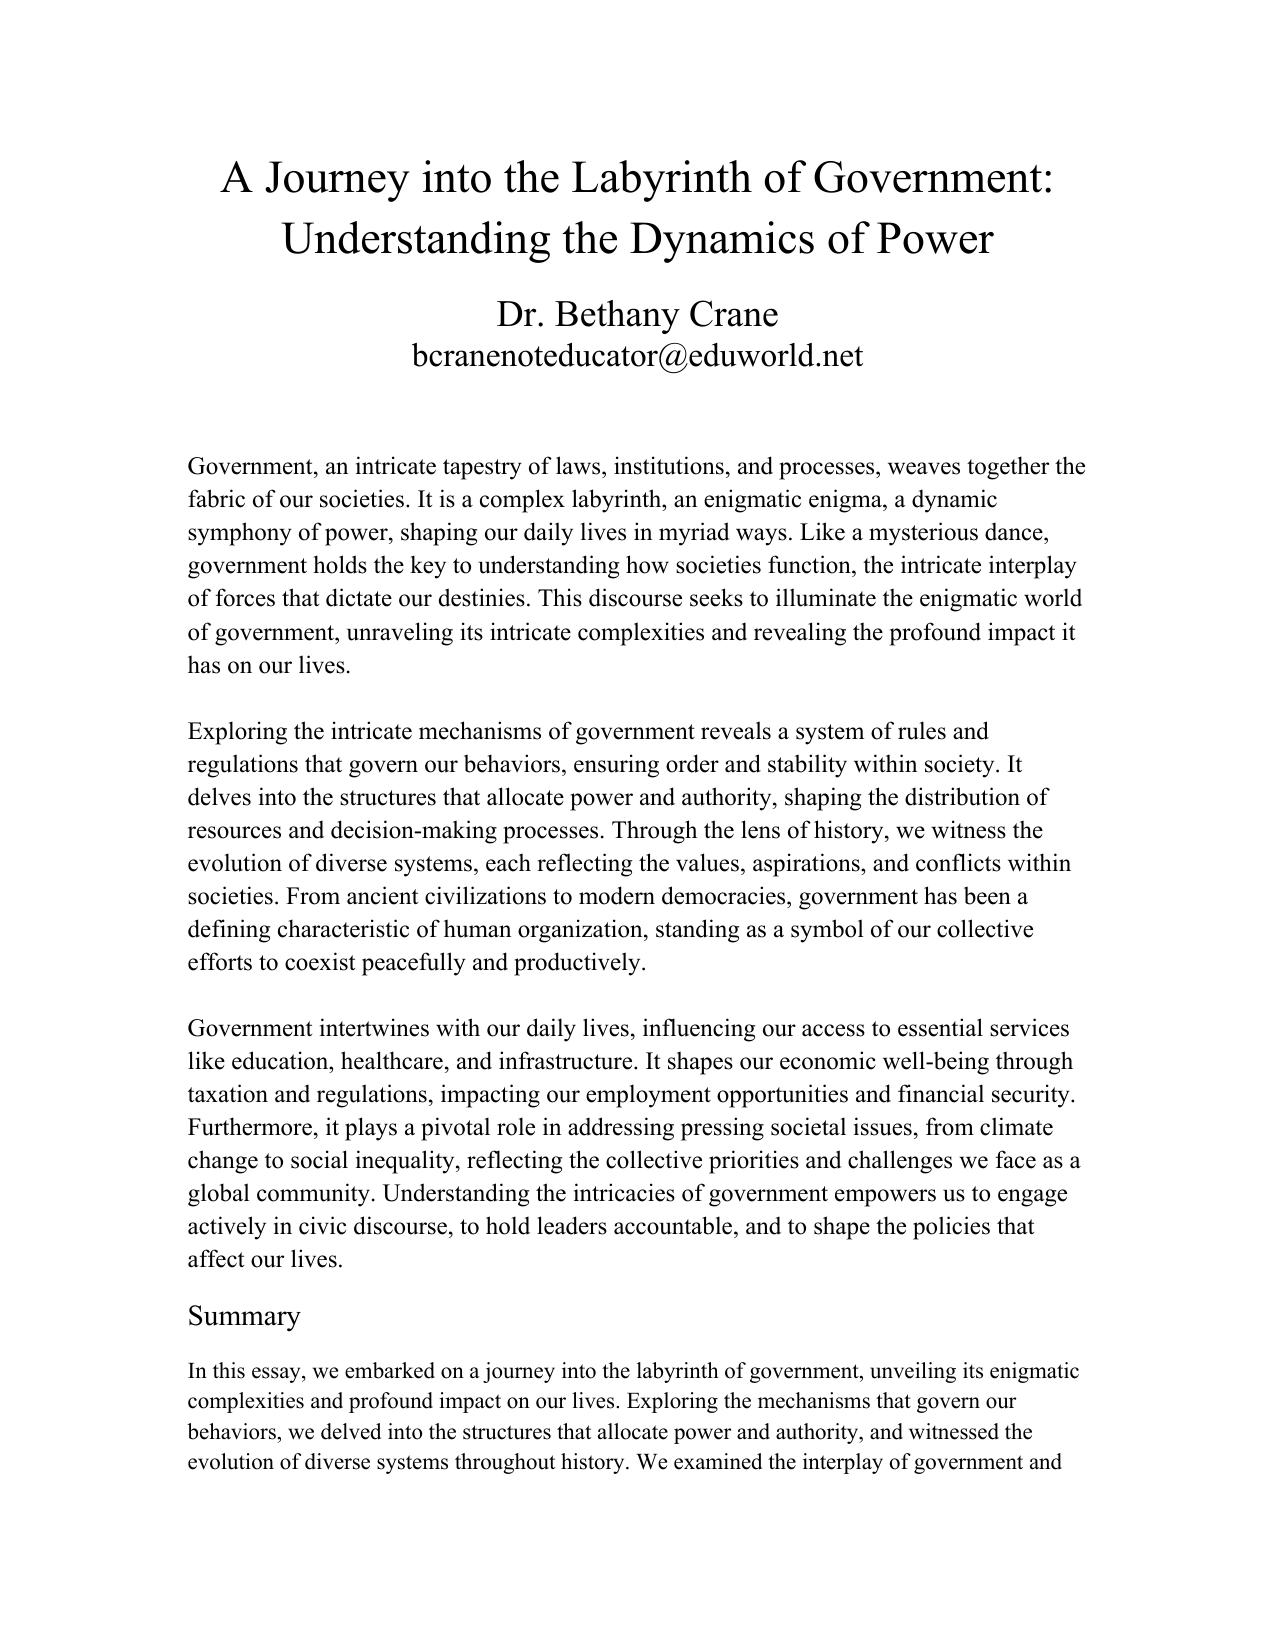 A Journey into the Labyrinth of Government:
Understanding the Dynamics of Power
Dr. Bethany Crane
bcranenoteducator@eduworld.net
Government, an intricate tapestry of laws, institutions, and processes, weaves together the
fabric of our societies. It is a complex labyrinth, an enigmatic enigma, a dynamic
symphony of power, shaping our daily lives in myriad ways. Like a mysterious dance,
government holds the key to understanding how societies function, the intricate interplay
of forces that dictate our destinies. This discourse seeks to illuminate the enigmatic world
of government, unraveling its intricate complexities and revealing the profound impact it
has on our lives.
Exploring the intricate mechanisms of government reveals a system of rules and
regulations that govern our behaviors, ensuring order and stability within society. It
delves into the structures that allocate power and authority, shaping the distribution of
resources and decision-making processes. Through the lens of history, we witness the
evolution of diverse systems, each reflecting the values, aspirations, and conflicts within
societies. From ancient civilizations to modern democracies, government has been a
defining characteristic of human organization, standing as a symbol of our collective
efforts to coexist peacefully and productively.
Government intertwines with our daily lives, influencing our access to essential services
like education, healthcare, and infrastructure. It shapes our economic well-being through
taxation and regulations, impacting our employment opportunities and financial security.
Furthermore, it plays a pivotal role in addressing pressing societal issues, from climate
change to social inequality, reflecting the collective priorities and challenges we face as a
global community. Understanding the intricacies of government empowers us to engage
actively in civic discourse, to hold leaders accountable, and to shape the policies that
affect our lives.
Summary
In this essay, we embarked on a journey into the labyrinth of government, unveiling its enigmatic
complexities and profound impact on our lives. Exploring the mechanisms that govern our
behaviors, we delved into the structures that allocate power and authority, and witnessed the
evolution of diverse systems throughout history. We examined the interplay of government and